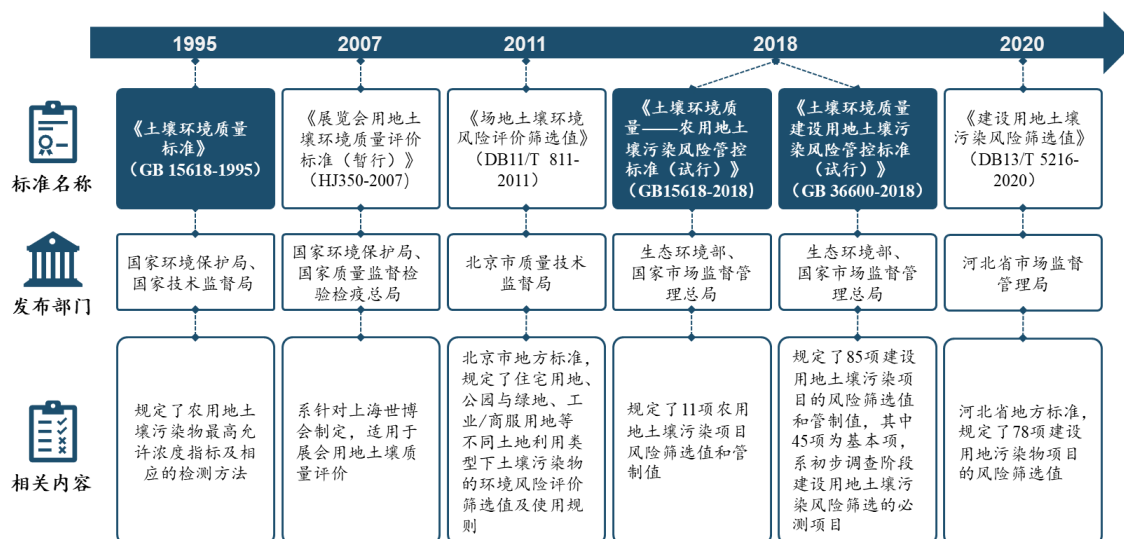 1995
2007
2011
2018
2020
标准名称
《土壤环境质量
标准》
（GB 15618-1995）
《展览会用地土
壤环境质量评价
标准（暂行）》
（HJ350-2007）
《场地土壤环境
风险评价筛选值》
（DB11/T 811-
2011）
《土壤环境质
量——农用地土
壤污染风险管控
标准（试行）》
（GB15618-2018）
《土壤环境质量
建设用地土壤污
染风险管控标准
（试行）》
（GB 36600-2018）
《建设用地土壤
污染风险筛选值》
（DB13/T 5216-
2020）
发布部门
国家环境保护局、
国家技术监督局
国家环境保护局、
国家质量监督检
验检疫总局
北京市质量技术
监督局
生态环境部、
国家市场监督管
理总局
生态环境部、
国家市场监督管
理总局
河北省市场监督
管理局
相关内容
规定了农用地土
壤污染物最高允
许浓度指标及相
应的检测方法
系针对上海世博
会制定，适用于
展会用地土壤质
量评价
北京市地方标准，
规定了住宅用地、
公园与绿地、工
业/商服用地等
不同土地利用类
型下土壤污染物
的环境风险评价
筛选值及使用规
则
规定了11项农用
地土壤污染项目
风险筛选值和管
制值
规定了85项建设
用地土壤污染项
目的风险筛选值
和管制值，其中
45项为基本项，
系初步调查阶段
建设用地土壤污
染风险筛选的必
测项目
河北省地方标准，
规定了78项建设
用地污染物项目
的风险筛选值